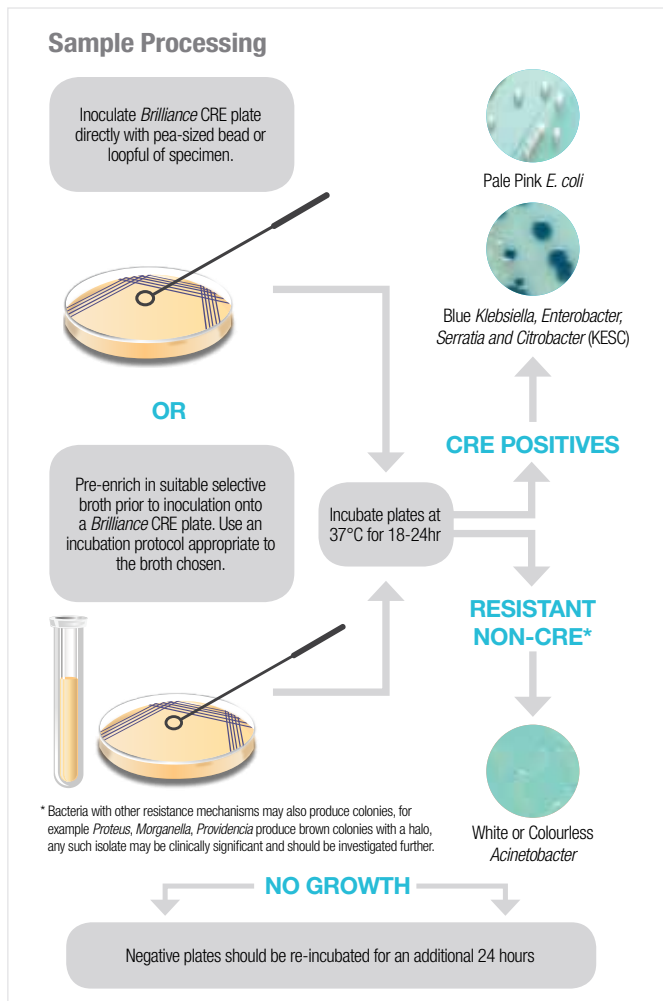 Sample Processing
Inoculate Brilliance CRE plate
directly with pea-sized bead or
loopful of specimen.
OR
Pre-enrich in suitable selective
broth prior to inoculation onto
a Brilliance CRE plate. Use an
incubation protocol appropriate to
the broth chosen.
Incubate plates at
37°C for 18-24hr
Pale Pink E. coli
Blue Klebsiella, Enterobacter,
Serratia and Citrobacter (KESC)
CRE POSITIVES
RESISTANT
NON-CRE*
White or Colourless
Acinetobacter
* Bacteria with other resistance mechanisms may also produce colonies, for
example Proteus, Morganella, Providencia produce brown colonies with a halo,
any such isolate may be clinically significant and should be investigated further.
NO GROWTH
Negative plates should be re-incubated for an additional 24 hours